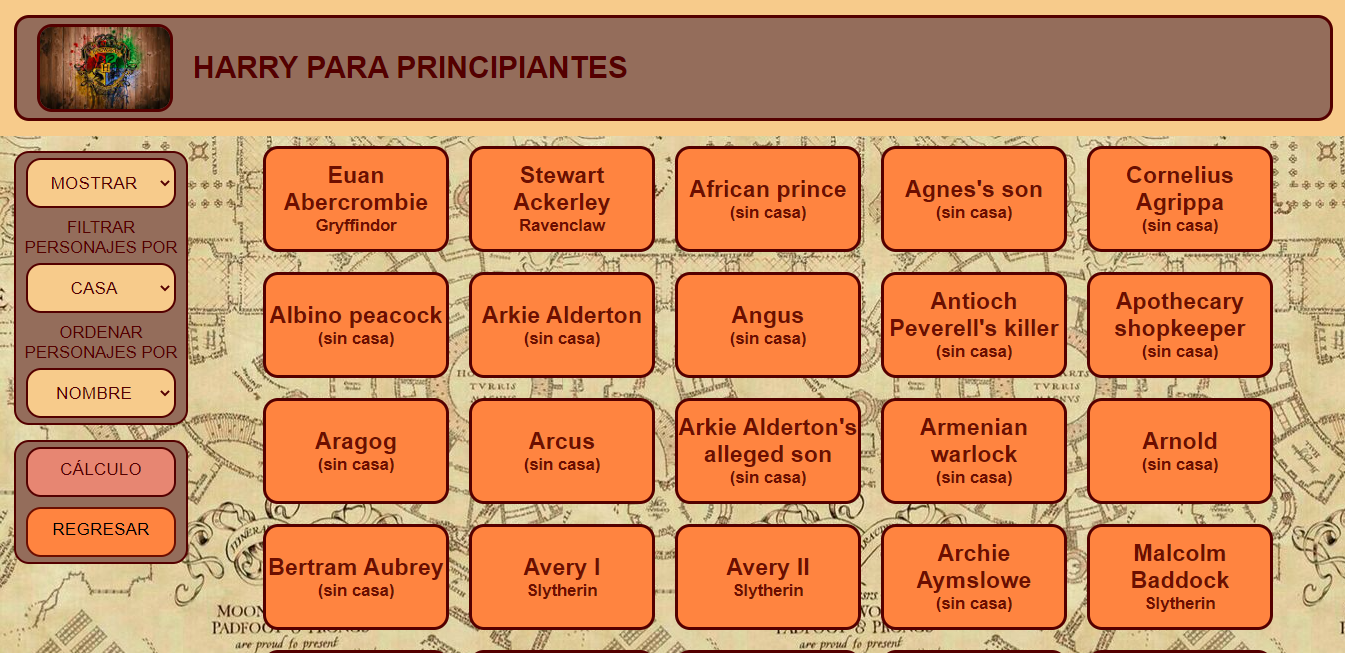 HARRY PARA PRINCIPIANTES
MOSTRAR
FILTRAR
PERSONAJES POR
CASA
ORDENAR
PERSONAJES POR
NOMBRE
CÁLCULO
REGRESAR
Euan
Abercrombie
Gryffindor
Stewart
Ackerley
Ravenclaw
African prince
(sin casa)
Agnes's son
(sin casa)
Cornelius
Agrippa
(sin casa)
Albino peacock
(sin casa)
Arkie Alderton
(sin casa)
Angus
(sin casa)
Antioch
Peverell's killer
(sin casa)
Apothecary
shopkeeper
(sin casa)
Aragog
(sin casa)
Arcus
(sin casa)
Arkie Alderton's
alleged son
(sin casa)
Armenian
warlock
(sin casa)
Arnold
(sin casa)
Bertram Aubrey
(sin casa)
Avery I
Slytherin
Avery II
Slytherin
Archie
Aymslowe
(sin casa)
Malcolm
Baddock
Slytherin
TVRRIS
TVRRIS
are proud to present
are proud to present